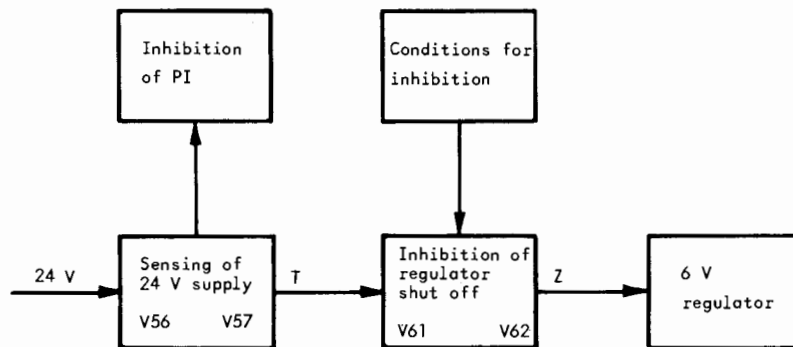 Inhibition
of PI
Conditions for
inhibition
24 V
Sensing of
24 V supply
V56 V57
T
Inhibition of
regulator
shut off
V61 V62
Z
6 V
regulator